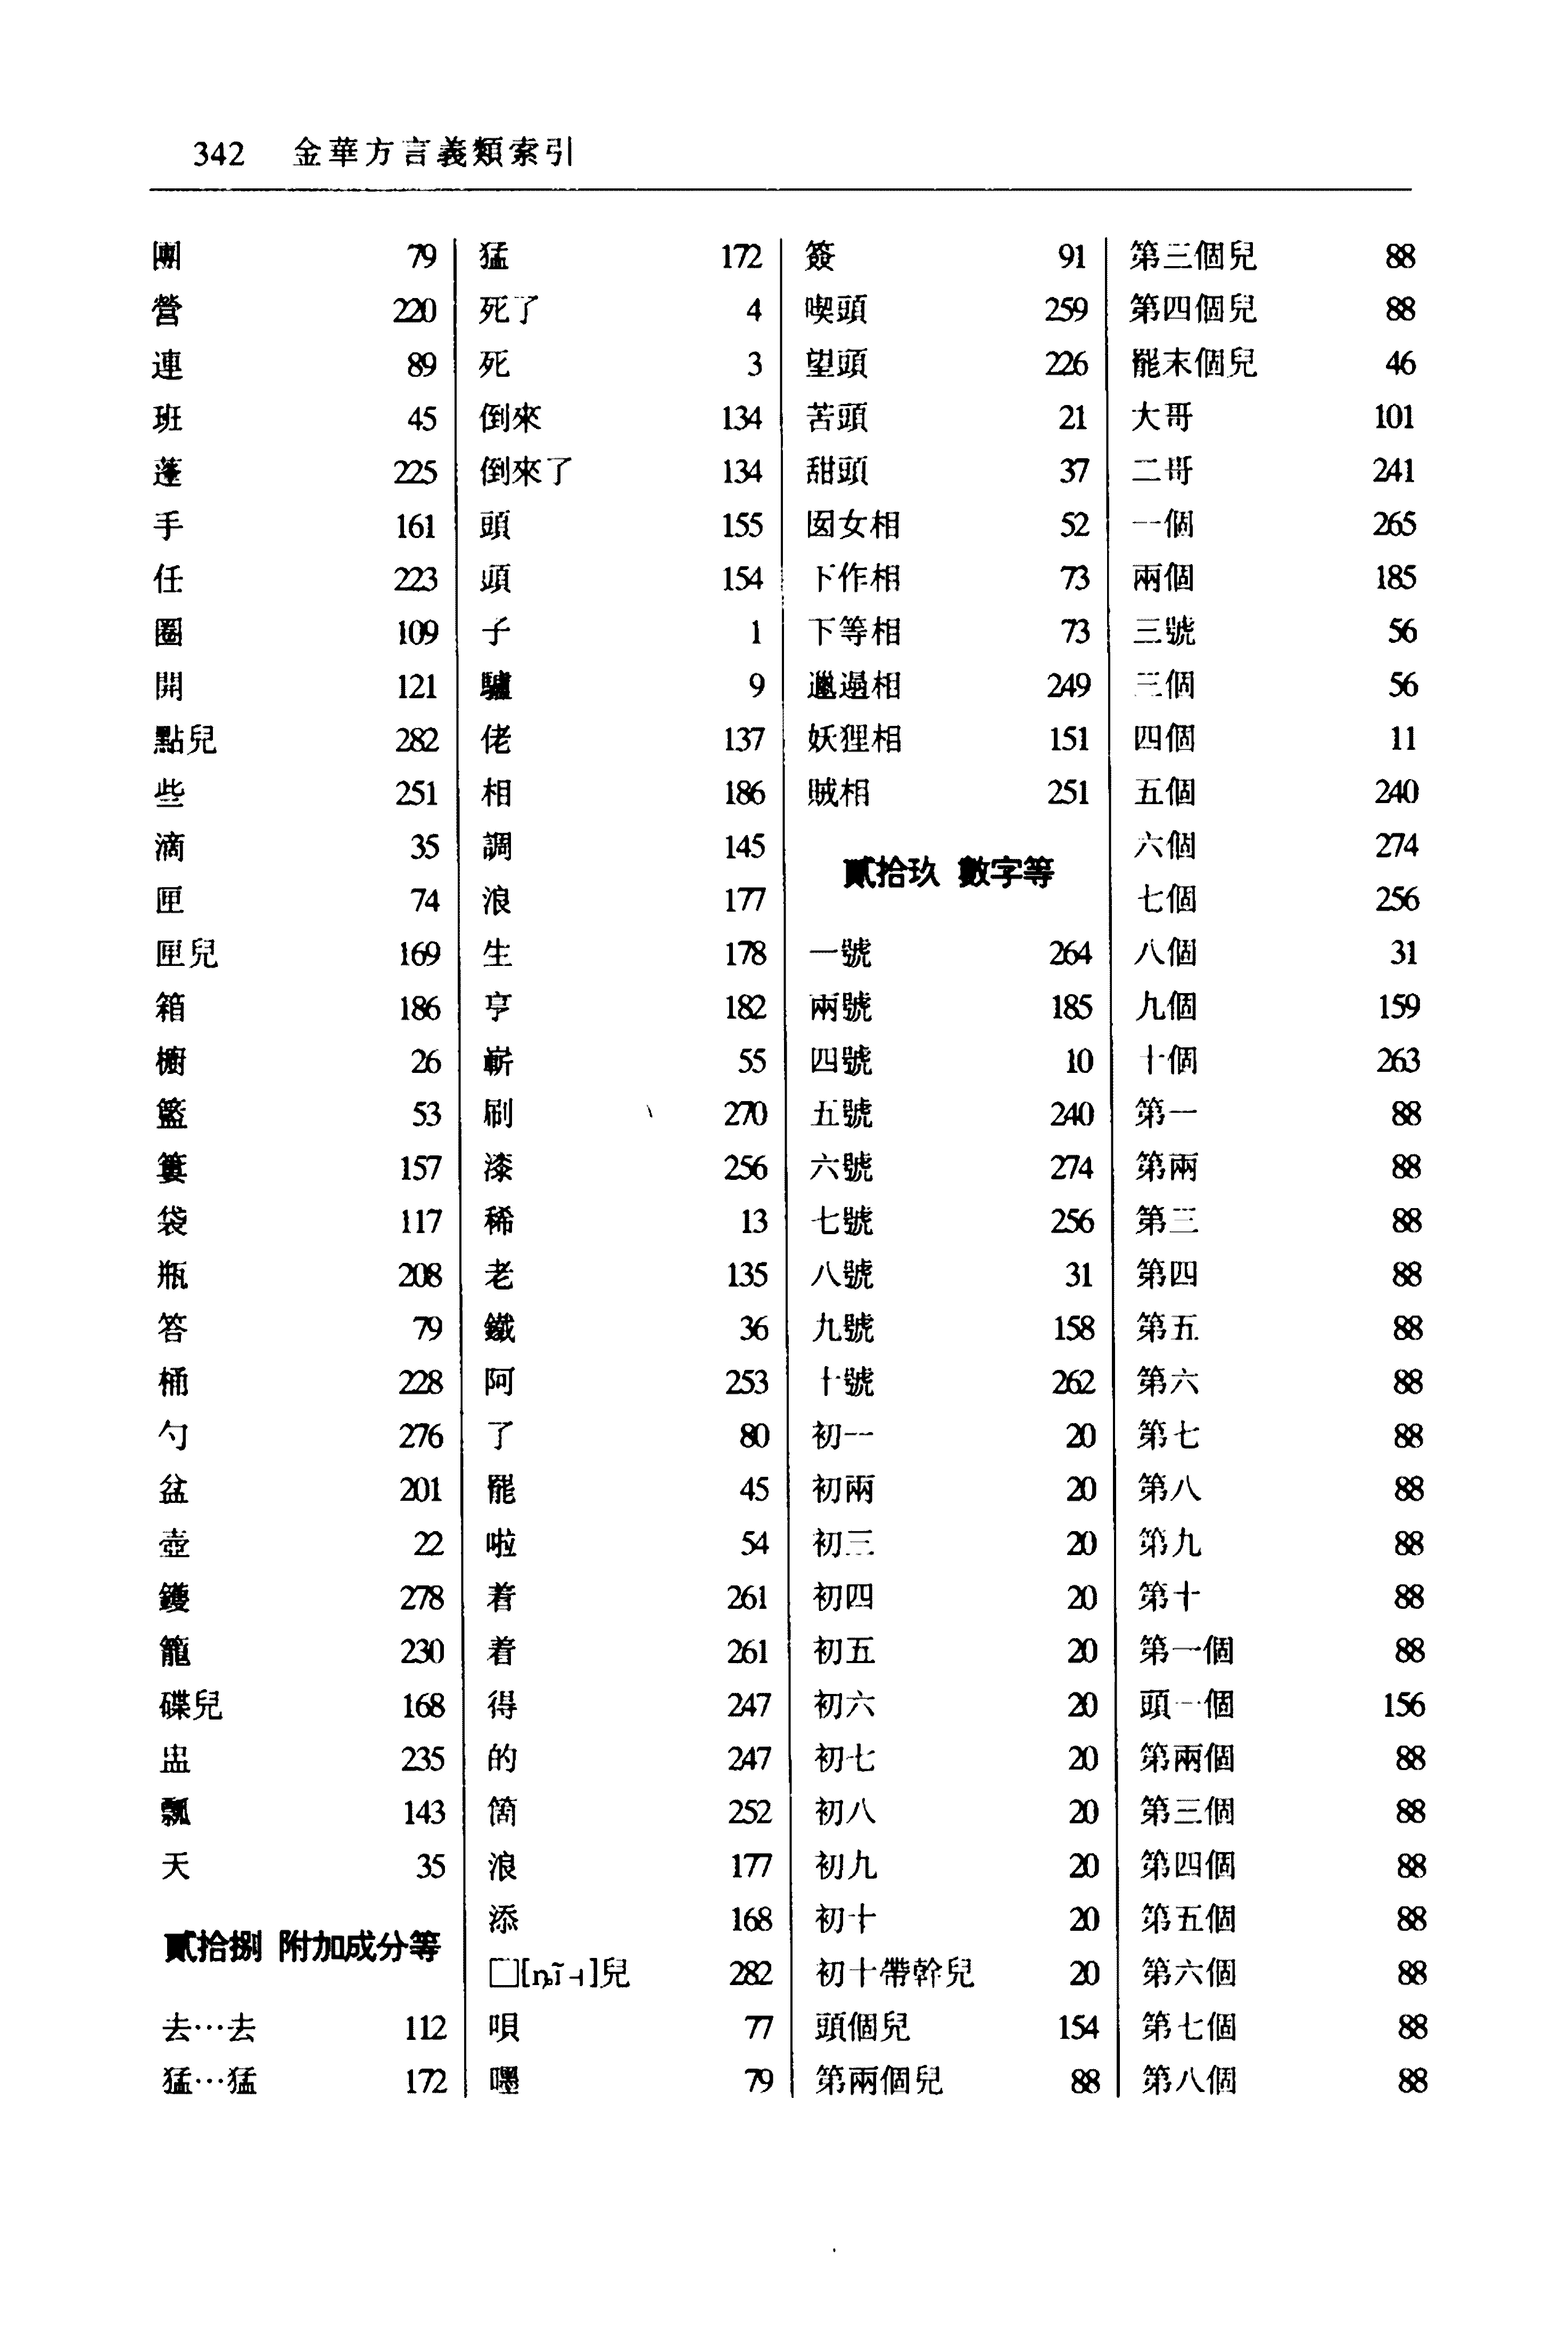 342 金華方言義類索引
團 79
營 220
連 89
班 45
蓬 225
手 161
任 223
圈 109
開 121
點兒 282
些 251
滴 35
匣 74
匣兒 169
箱 186
櫥 26
籃 53
簍 157
袋 117
瓶 208
答 79
桶 228
勺 276
盆 201
壺 22
鑊 278
籠 230
碟兒 168
盅 235
瓢 143
天 35
貳拾捌 附加成分等
去…去 112
猛…猛 172
猛 172
死了 4
死 3
倒來 134
倒來了 134
頭 155
頭 154
子 1
驢 9
佬 137
相 186
調 145
浪 177
生 178
亨 182
嶄 55
刷 270
漆 256
稀 13
老 135
鐵 36
阿 253
了 80
罷 45
啦 54
着 261
着 261
得 247
的 247
箇 252
浪 177
添 168
□[ȵĩ˧]兒 282
唄 77
嚜 79
簽 91
喫頭 259
望頭 226
苦頭 21
甜頭 37
囡女相 52
下作相 73
下等相 73
邋遢相 249
妖狸相 151
賊相 251
貳拾玖 數字等
一號 264
兩號 185
四號 10
五號 240
六號 274
七號 256
八號 31
九號 158
十號 262
初一 20
初兩 20
初三 20
初四 20
初五 20
初六 20
初七 20
初八 20
初九 20
初十 20
初十帶幹兒 20
頭個兒 154
第兩個兒 88
第三個兒 88
第四個兒 88
罷末個兒 46
大哥 101
二哥 241
一個 265
兩個 185
三號 56
三個 56
四個 11
五個 240
六個 274
七個 256
八個 31
九個 159
十個 263
第一 88
第兩 88
第三 88
第四 88
第五 88
第六 88
第七 88
第八 88
第九 88
第十 88
第一個 88
頭一個 156
第兩個 88
第三個 88
第四個 88
第五個 88
第六個 88
第七個 88
第八個 88